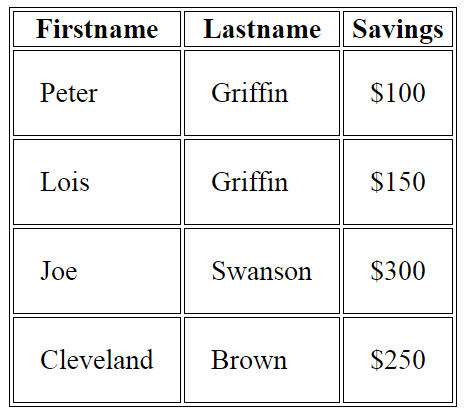 Firstname Lastname Savings
Peter Griffin $100
Lois Griffin $150
Joe Swanson $300
Cleveland Brown $250